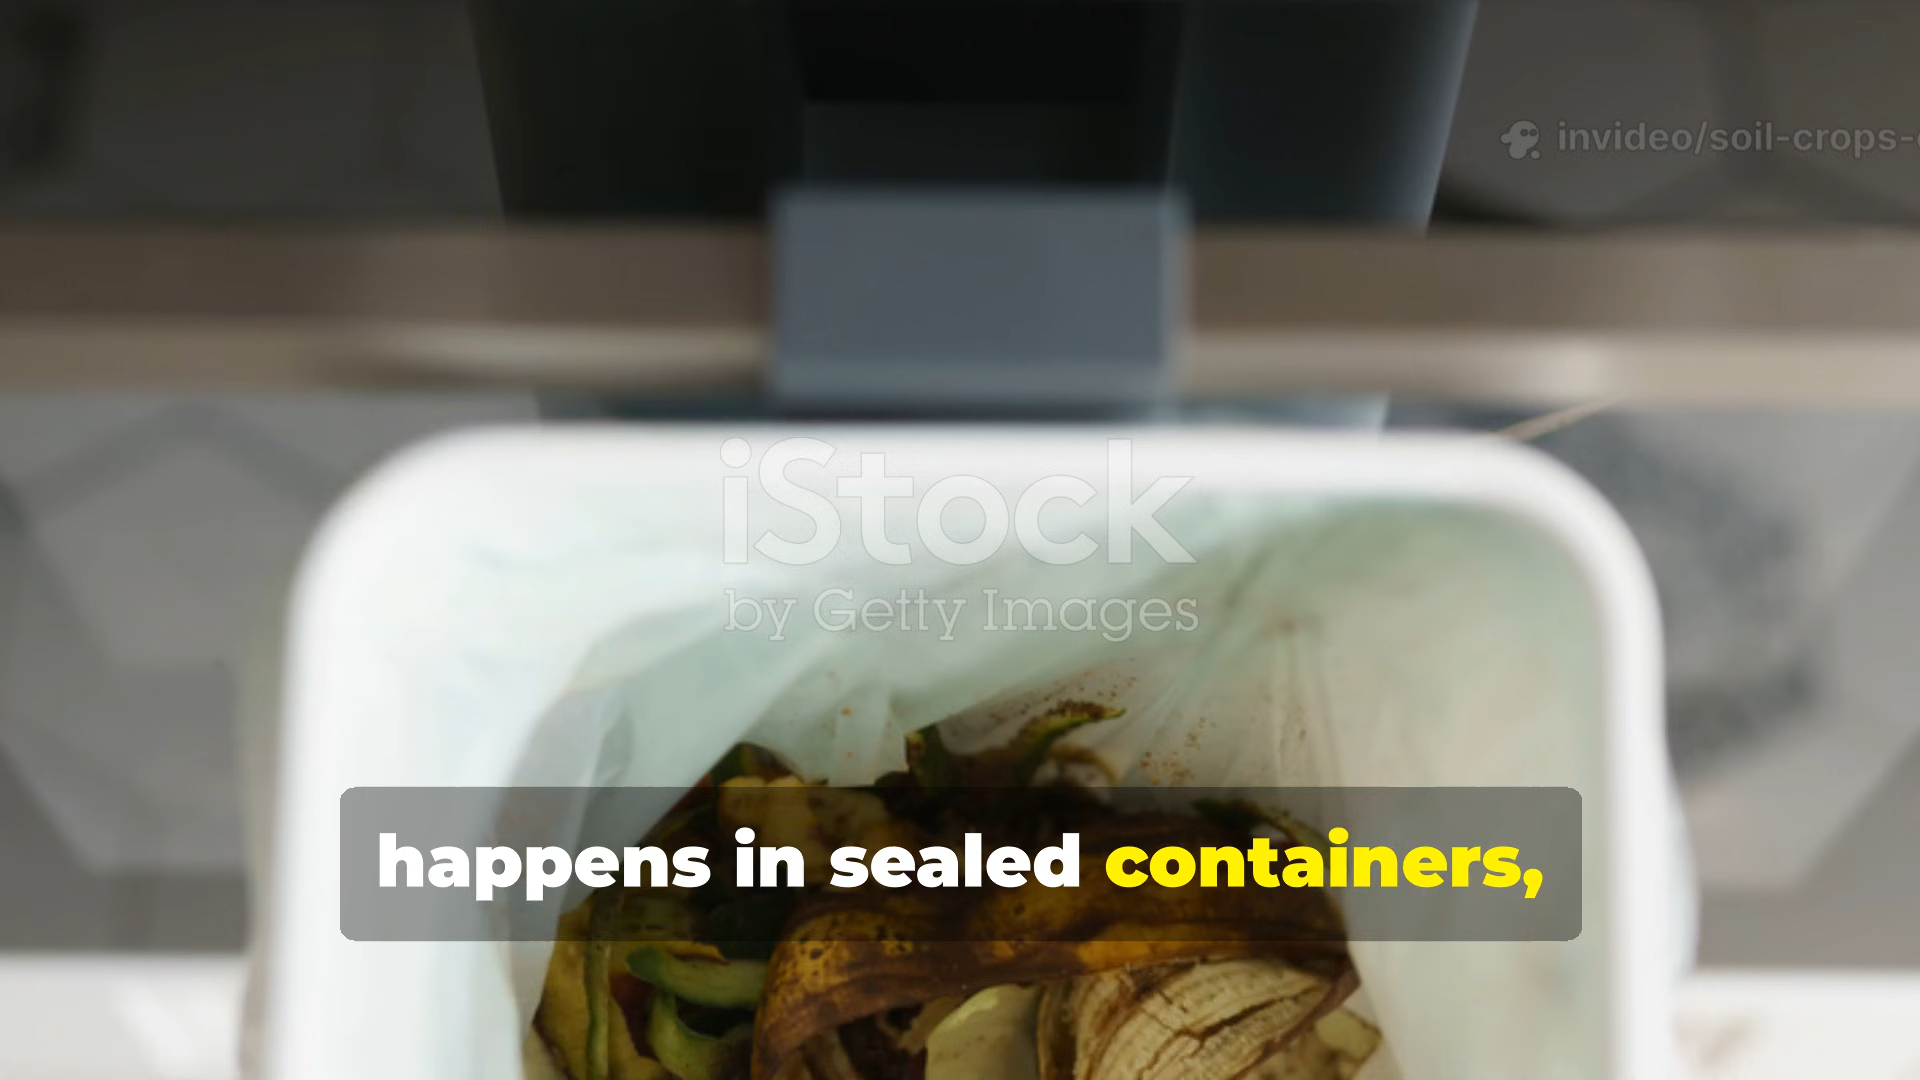 invideo/soil-crops-
iStock
by Getty Images
happens in sealed containers,